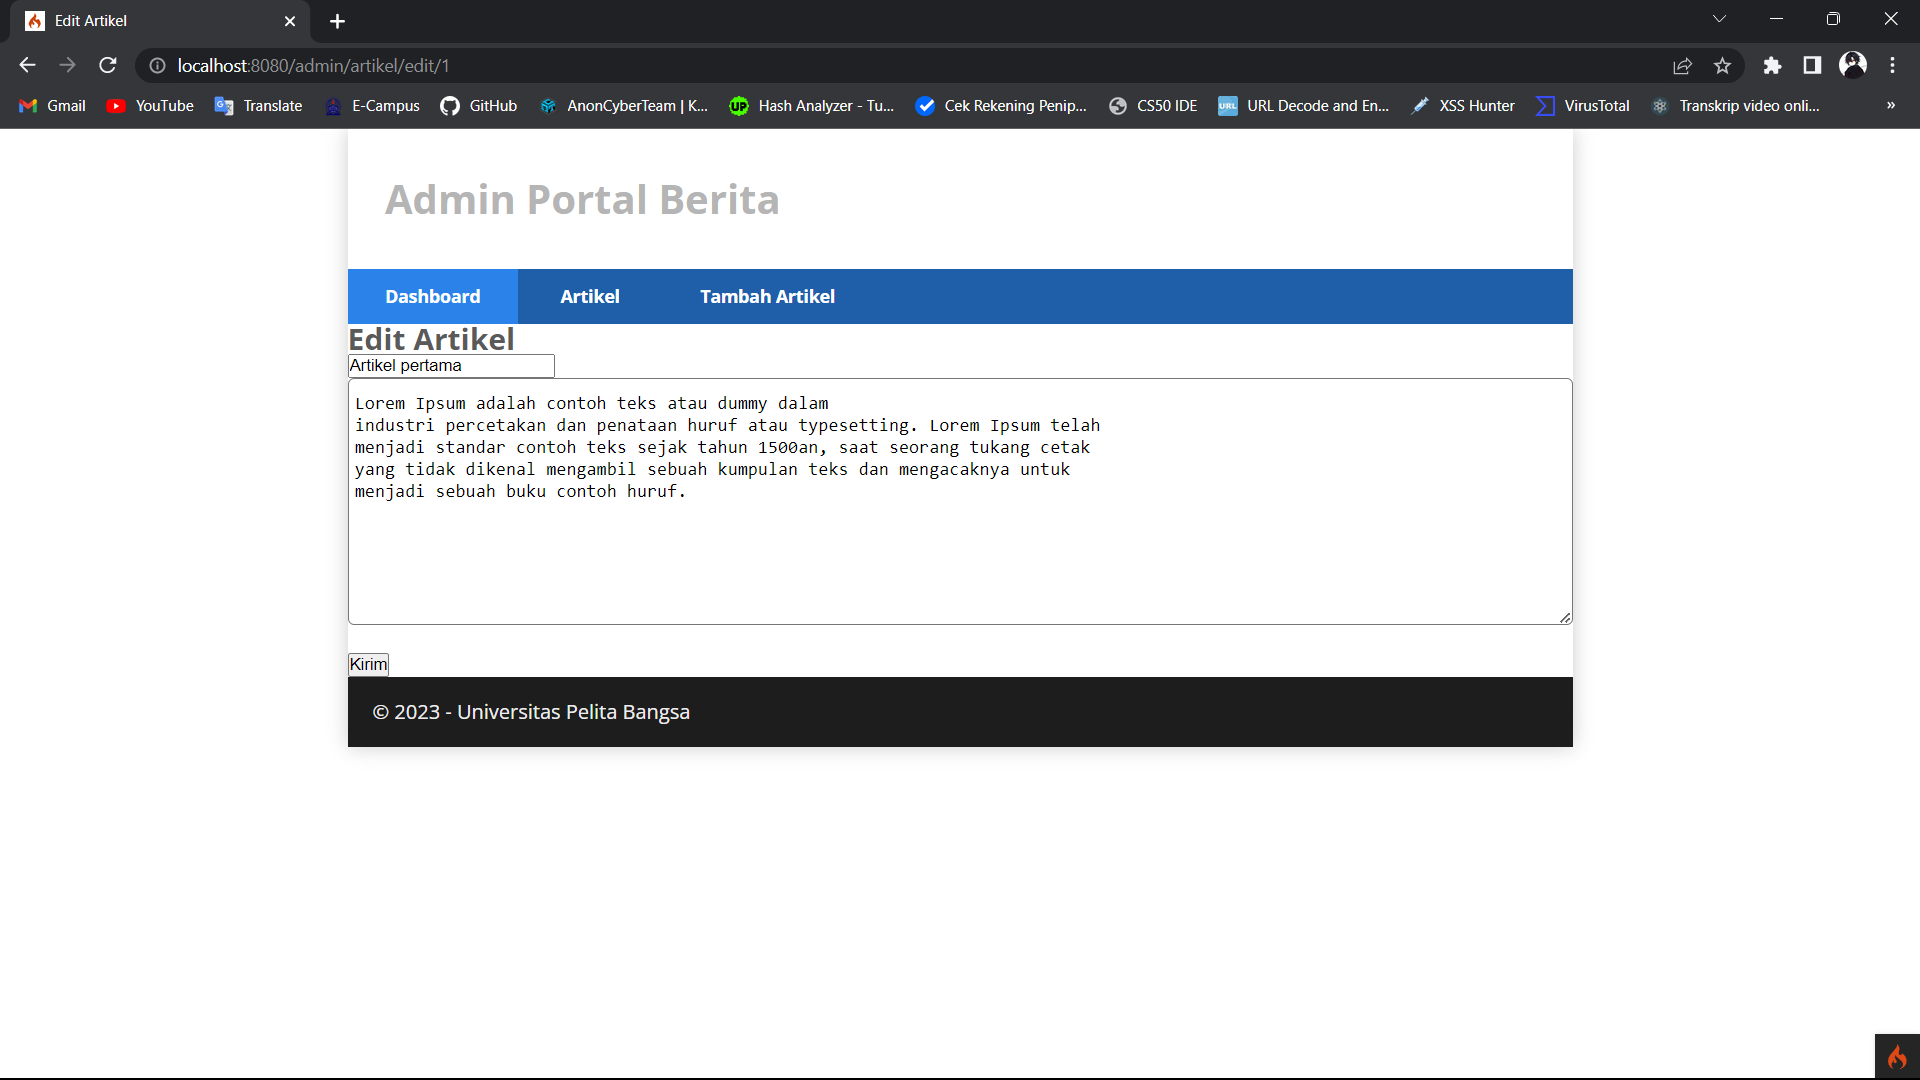 Edit Artikel
localhost:8080/admin/artikel/edit/1
Gmail YouTube Translate E-Campus GitHub AnonCyberTeam | K... Hash Analyzer - Tu... Cek Rekening Penip... CS50 IDE URL Decode and En... XSS Hunter VirusTotal Transkrip video onli... »
Admin Portal Berita
Dashboard Artikel Tambah Artikel
Edit Artikel
Artikel pertama
Lorem Ipsum adalah contoh teks atau dummy dalam
industri percetakan dan penataan huruf atau typesetting. Lorem Ipsum telah
menjadi standar contoh teks sejak tahun 1500an, saat seorang tukang cetak
yang tidak dikenal mengambil sebuah kumpulan teks dan mengacaknya untuk
menjadi sebuah buku contoh huruf.
Kirim
© 2023 - Universitas Pelita Bangsa